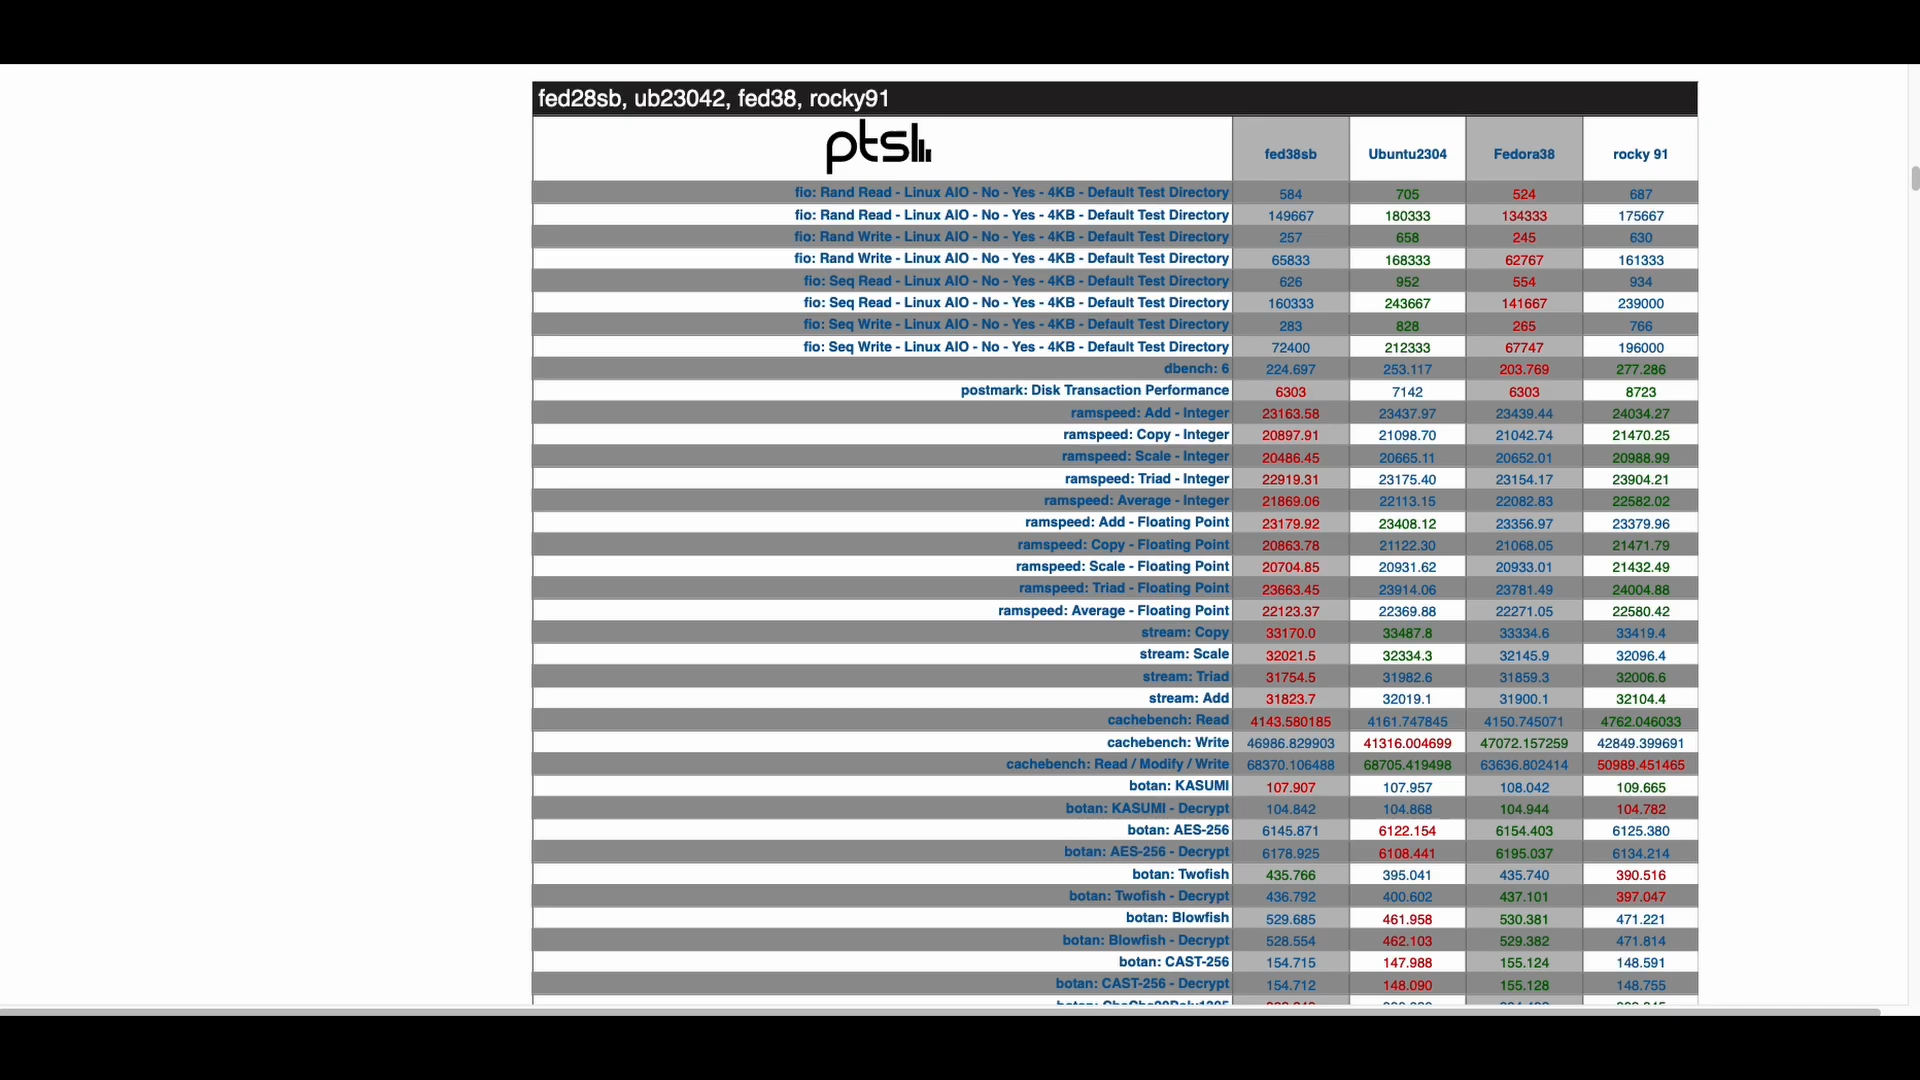 fed28sb, ub23042, fed38, rocky91
pts fed38sb Ubuntu2304 Fedora38 rocky 91
fio: Rand Read - Linux AIO - No - Yes - 4KB - Default Test Directory 584 705 524 687
fio: Rand Read - Linux AIO - No - Yes - 4KB - Default Test Directory 149667 180333 134333 175667
fio: Rand Write - Linux AIO - No - Yes - 4KB - Default Test Directory 257 658 245 630
fio: Rand Write - Linux AIO - No - Yes - 4KB - Default Test Directory 65833 168333 62767 161333
fio: Seq Read - Linux AIO - No - Yes - 4KB - Default Test Directory 626 952 554 934
fio: Seq Read - Linux AIO - No - Yes - 4KB - Default Test Directory 160333 243667 141667 239000
fio: Seq Write - Linux AIO - No - Yes - 4KB - Default Test Directory 283 828 265 766
fio: Seq Write - Linux AIO - No - Yes - 4KB - Default Test Directory 72400 212333 67747 196000
dbench: 6 224.697 253.117 203.769 277.286
postmark: Disk Transaction Performance 6303 7142 6303 8723
ramspeed: Add - Integer 23163.58 23437.97 23439.44 24034.27
ramspeed: Copy - Integer 20897.91 21098.70 21042.74 21470.25
ramspeed: Scale - Integer 20486.45 20665.11 20652.01 20988.99
ramspeed: Triad - Integer 22919.31 23175.40 23154.17 23904.21
ramspeed: Average - Integer 21869.06 22113.15 22082.83 22582.02
ramspeed: Add - Floating Point 23179.92 23408.12 23356.97 23379.96
ramspeed: Copy - Floating Point 20863.78 21122.30 21068.05 21471.79
ramspeed: Scale - Floating Point 20704.85 20931.62 20933.01 21432.49
ramspeed: Triad - Floating Point 23663.45 23914.06 23781.49 24004.88
ramspeed: Average - Floating Point 22123.37 22369.88 22271.05 22580.42
stream: Copy 33170.0 33487.8 33334.6 33419.4
stream: Scale 32021.5 32334.3 32145.9 32096.4
stream: Triad 31754.5 31982.6 31859.3 32006.6
stream: Add 31823.7 32019.1 31900.1 32104.4
cachebench: Read 4143.580185 4161.747845 4150.745071 4762.046033
cachebench: Write 46986.829903 41316.004699 47072.157259 42849.399691
cachebench: Read / Modify / Write 68370.106488 68705.419498 63636.802414 50989.451465
botan: KASUMI 107.907 107.957 108.042 109.665
botan: KASUMI - Decrypt 104.842 104.868 104.944 104.782
botan: AES-256 6145.871 6122.154 6154.403 6125.380
botan: AES-256 - Decrypt 6178.925 6108.441 6195.037 6134.214
botan: Twofish 435.766 395.041 435.740 390.516
botan: Twofish - Decrypt 436.792 400.602 437.101 397.047
botan: Blowfish 529.685 461.958 530.381 471.221
botan: Blowfish - Decrypt 528.554 462.103 529.382 471.814
botan: CAST-256 154.715 147.988 155.124 148.591
botan: CAST-256 - Decrypt 154.712 148.090 155.128 148.755